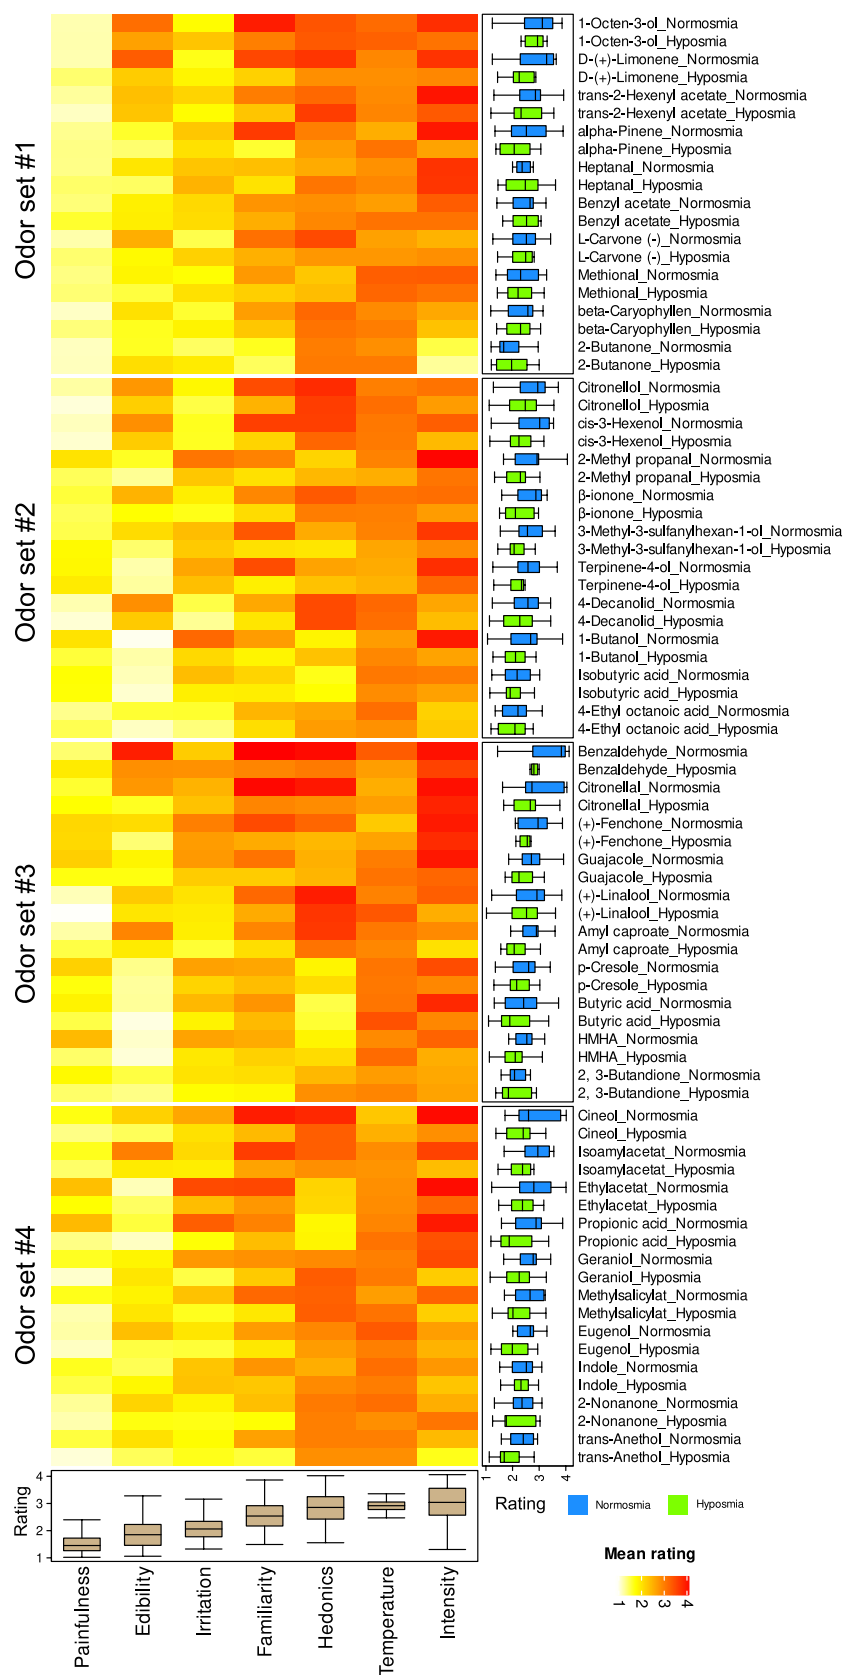 Odor set #1
1-Octen-3-ol_Normosmia
1-Octen-3-ol_Hyposmia
D-(+)-Limonene_Normosmia
D-(+)-Limonene_Hyposmia
trans-2-Hexenyl acetate_Normosmia
trans-2-Hexenyl acetate_Hyposmia
alpha-Pinene_Normosmia
alpha-Pinene_Hyposmia
Heptanal_Normosmia
Heptanal_Hyposmia
Benzyl acetate_Normosmia
Benzyl acetate_Hyposmia
L-Carvone (-)_Normosmia
L-Carvone (-)_Hyposmia
Methional_Normosmia
Methional_Hyposmia
beta-Caryophyllen_Normosmia
beta-Caryophyllen_Hyposmia
2-Butanone_Normosmia
2-Butanone_Hyposmia
Odor set #2
Citronellol_Normosmia
Citronellol_Hyposmia
cis-3-Hexenol_Normosmia
cis-3-Hexenol_Hyposmia
2-Methyl propanal_Normosmia
2-Methyl propanal_Hyposmia
β-ionone_Normosmia
β-ionone_Hyposmia
3-Methyl-3-sulfanylhexan-1-ol_Normosmia
3-Methyl-3-sulfanylhexan-1-ol_Hyposmia
Terpinene-4-ol_Normosmia
Terpinene-4-ol_Hyposmia
4-Decanolid_Normosmia
4-Decanolid_Hyposmia
1-Butanol_Normosmia
1-Butanol_Hyposmia
Isobutyric acid_Normosmia
Isobutyric acid_Hyposmia
4-Ethyl octanoic acid_Normosmia
4-Ethyl octanoic acid_Hyposmia
Odor set #3
Benzaldehyde_Normosmia
Benzaldehyde_Hyposmia
Citronellal_Normosmia
Citronellal_Hyposmia
(+)-Fenchone_Normosmia
(+)-Fenchone_Hyposmia
Guajacole_Normosmia
Guajacole_Hyposmia
(+)-Linalool_Normosmia
(+)-Linalool_Hyposmia
Amyl caproate_Normosmia
Amyl caproate_Hyposmia
p-Cresole_Normosmia
p-Cresole_Hyposmia
Butyric acid_Normosmia
Butyric acid_Hyposmia
HMHA_Normosmia
HMHA_Hyposmia
2, 3-Butandione_Normosmia
2, 3-Butandione_Hyposmia
Odor set #4
Cineol_Normosmia
Cineol_Hyposmia
Isoamylacetat_Normosmia
Isoamylacetat_Hyposmia
Ethylacetat_Normosmia
Ethylacetat_Hyposmia
Propionic acid_Normosmia
Propionic acid_Hyposmia
Geraniol_Normosmia
Geraniol_Hyposmia
Methylsalicylat_Normosmia
Methylsalicylat_Hyposmia
Eugenol_Normosmia
Eugenol_Hyposmia
Indole_Normosmia
Indole_Hyposmia
2-Nonanone_Normosmia
2-Nonanone_Hyposmia
trans-Anethol_Normosmia
trans-Anethol_Hyposmia
1 2 3 4
Rating
4
3
2
1
Rating
Normosmia
Hyposmia
Painfulness
Edibility
Irritation
Familiarity
Hedonics
Temperature
Intensity
Mean rating
1 2 3 4